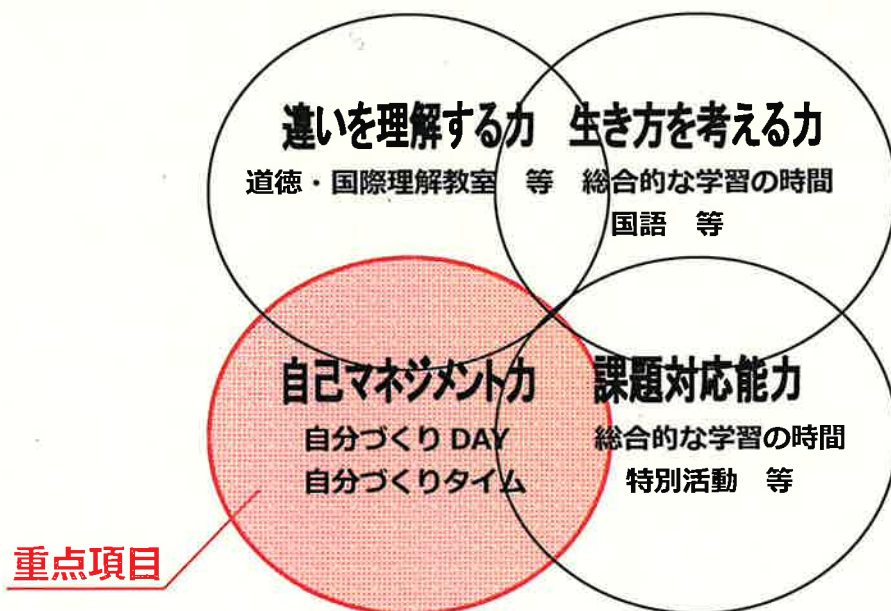 違いを理解する力
道徳・国際理解教室 等
生き方を考える力
総合的な学習の時間
国語 等
自己マネジメント力
自分づくり DAY
自分づくりタイム
課題対応能力
総合的な学習の時間
特別活動 等
重点項目